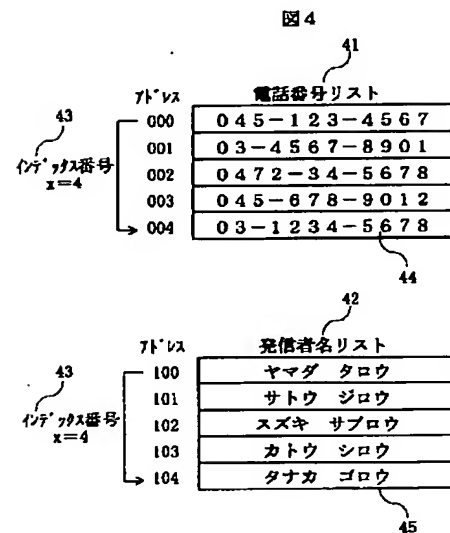 図4
41
アドレス 電話番号リスト
43 000 045-123-4567
インデックス番号 001 03-4567-8901
x=4 002 0472-34-5678
003 045-678-9012
004 03-1234-5678
44
42
アドレス 発信者名リスト
43 100 ヤマダ タロウ
101 サトウ ジロウ
インデックス番号 102 スズキ サブロウ
x=4 103 カトウ シロウ
104 タナカ ゴロウ
45